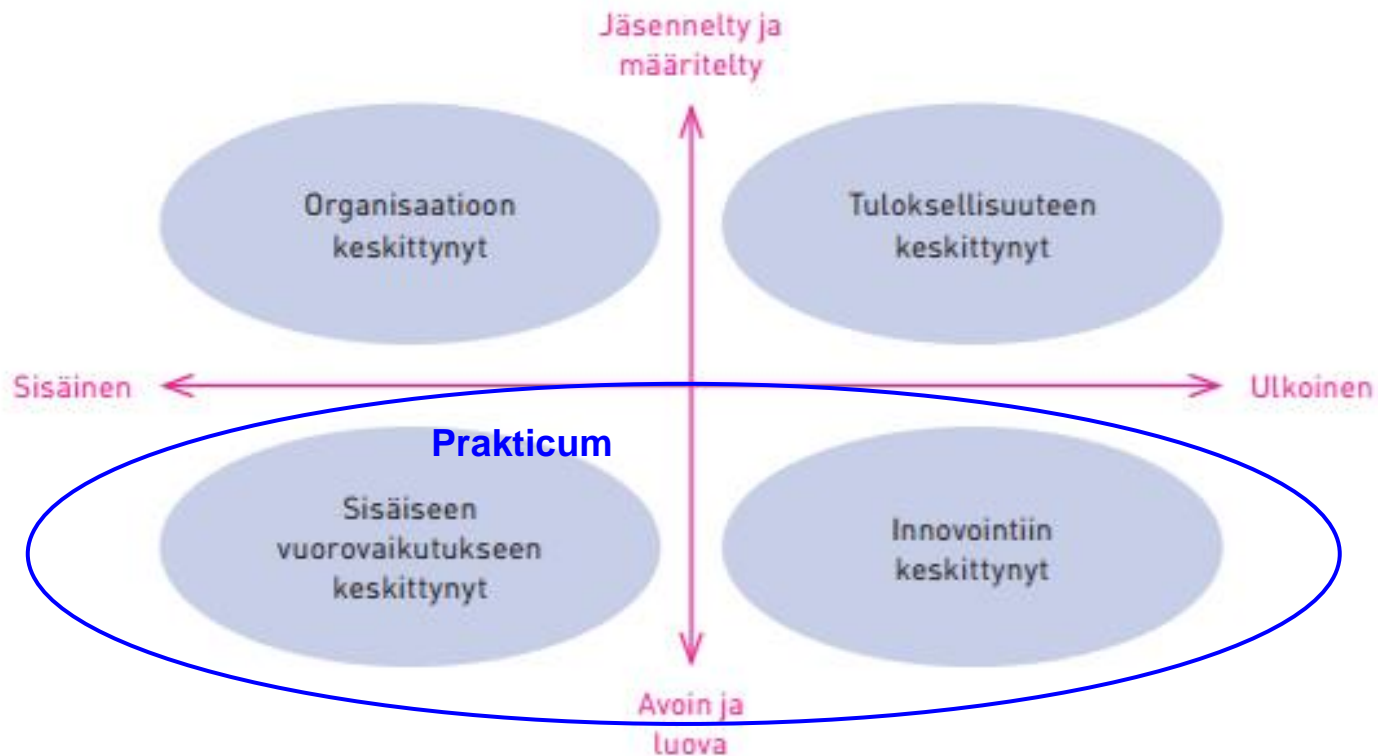 Jäsennelty ja
määritelty
Organisaatioon
keskittynyt
Tuloksellisuuteen
keskittynyt
Sisäinen
Ulkoinen
Prakticum
Sisäiseen
vuorovaikutukseen
keskittynyt
Innovointiin
keskittynyt
Avoin ja
luova